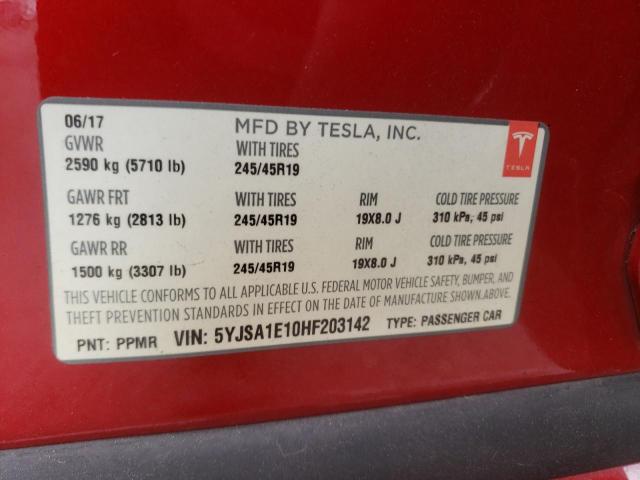 06/17 MFD BY TESLA, INC.
GVWR WITH TIRES
2590 kg (5710 lb) 245/45R19
TESLA
GAWR FRT WITH TIRES RIM COLD TIRE PRESSURE
1276 kg (2813 lb) 245/45R19 19X8.0 J 310 kPa, 45 psi
GAWR RR WITH TIRES RIM COLD TIRE PRESSURE
1500 kg (3307 lb) 245/45R19 19X8.0 J 310 kPa, 45 psi
THIS VEHICLE CONFORMS TO ALL APPLICABLE U.S. FEDERAL MOTOR VEHICLE SAFETY, BUMPER, AND
THEFT PREVENTION STANDARDS IN EFFECT ON THE DATE OF MANUFACTURE SHOWN ABOVE.
PNT: PPMR VIN: 5YJSA1E10HF203142 TYPE: PASSENGER CAR